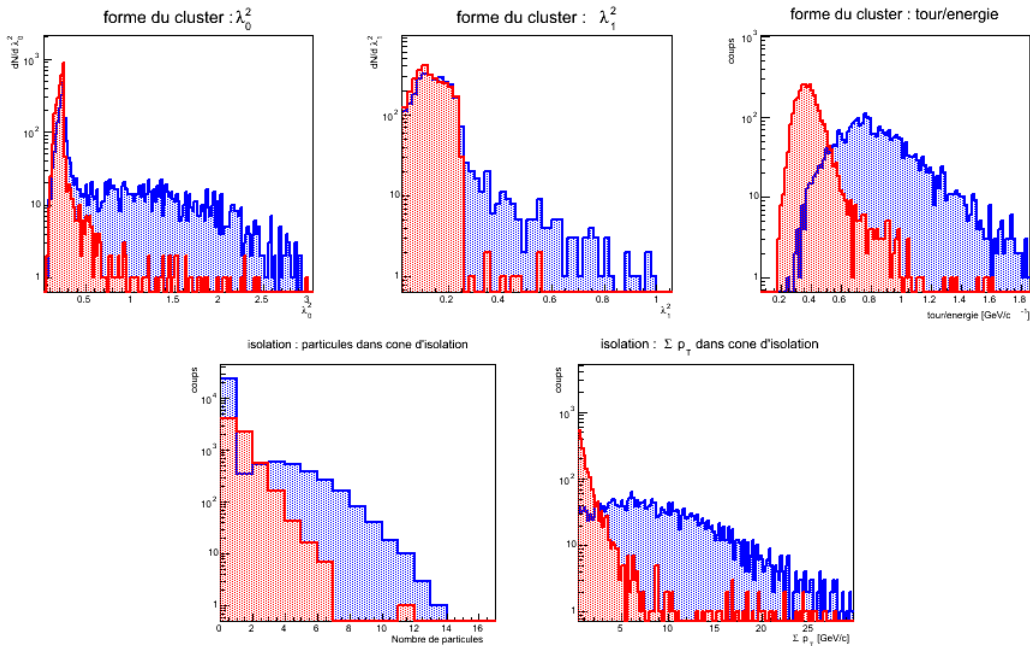 forme du cluster : λ₀²
forme du cluster : λ₁²
forme du cluster : tour/energie
dN/d λ₀²
10³
10²
10
1
0.5 1 1.5 2 2.5 3
λ₀²
dN/d λ₁²
10²
10
1
0.2 0.4 0.6 0.8 1
λ₁²
coups
10³
10²
10
1
0.2 0.4 0.6 0.8 1 1.2 1.4 1.6 1.8
tour/energie [GeV/c ⁻¹]
isolation : particules dans cone d'isolation
isolation : Σ p_T dans cone d'isolation
coups
10⁴
10³
10²
10
1
0 2 4 6 8 10 12 14 16
Nombre de particules
coups
10³
10²
10
1
5 10 15 20 25
Σ p_T [GeV/c]